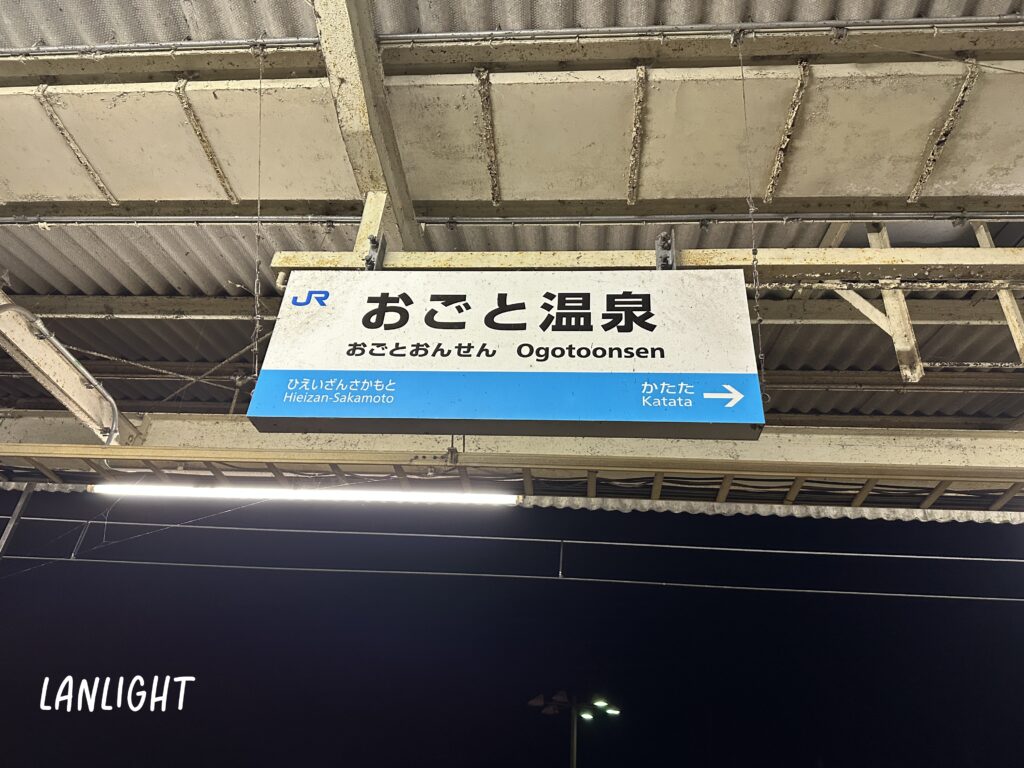 JR おごと温泉
おごとおんせん Ogotoonsen
ひえいざんさかもと
Hieizan-Sakamoto
かたた
Katata
LANLIGHT